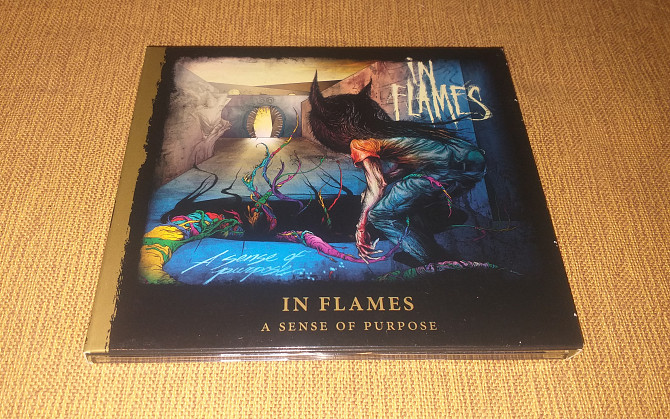 iN
FLAMES
A sense of
purpose
IN FLAMES
A SENSE OF PURPOSE